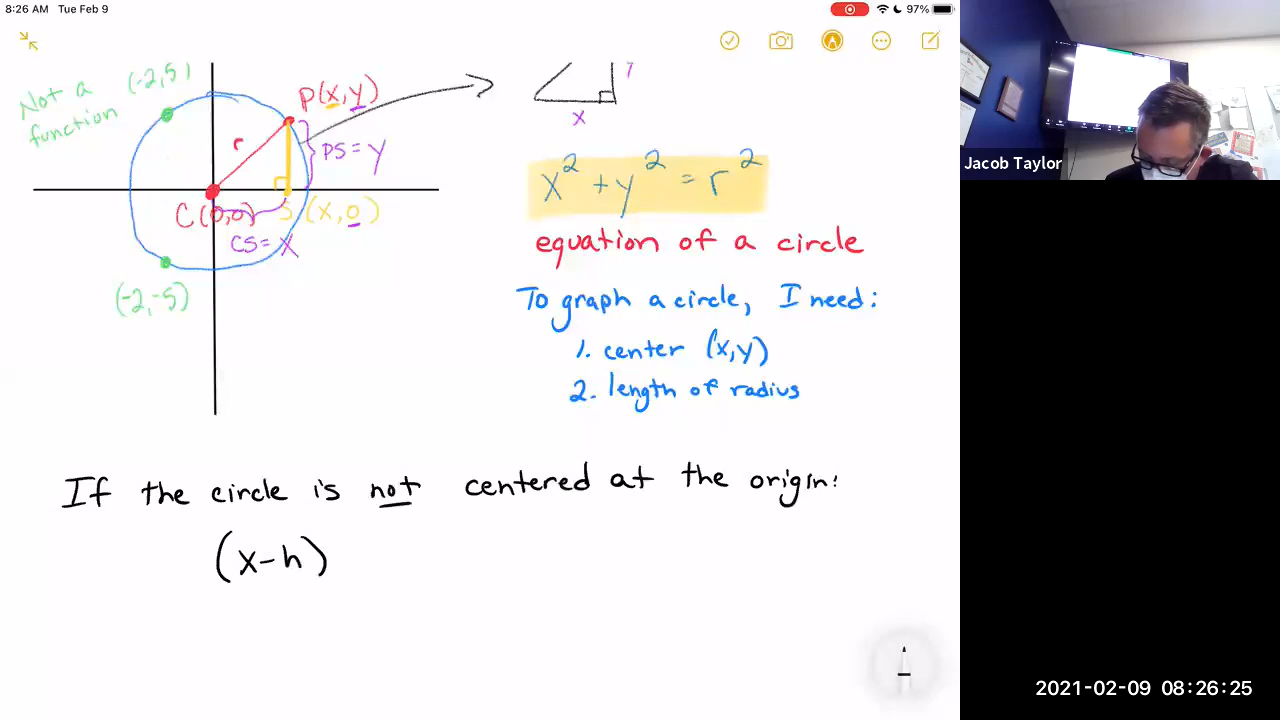 8:26 AM Tue Feb 9
97%
Not a function
(-2,5)
P(x,y)
r
PS = y
C(0,0)
S (x,0)
CS = x
(-2,-5)
x
x² + y² = r²
equation of a circle
To graph a circle, I need:
1. center (x,y)
2. length of radius
If the circle is not centered at the origin:
(x-h)
Jacob Taylor
2021-02-09 08:26:25